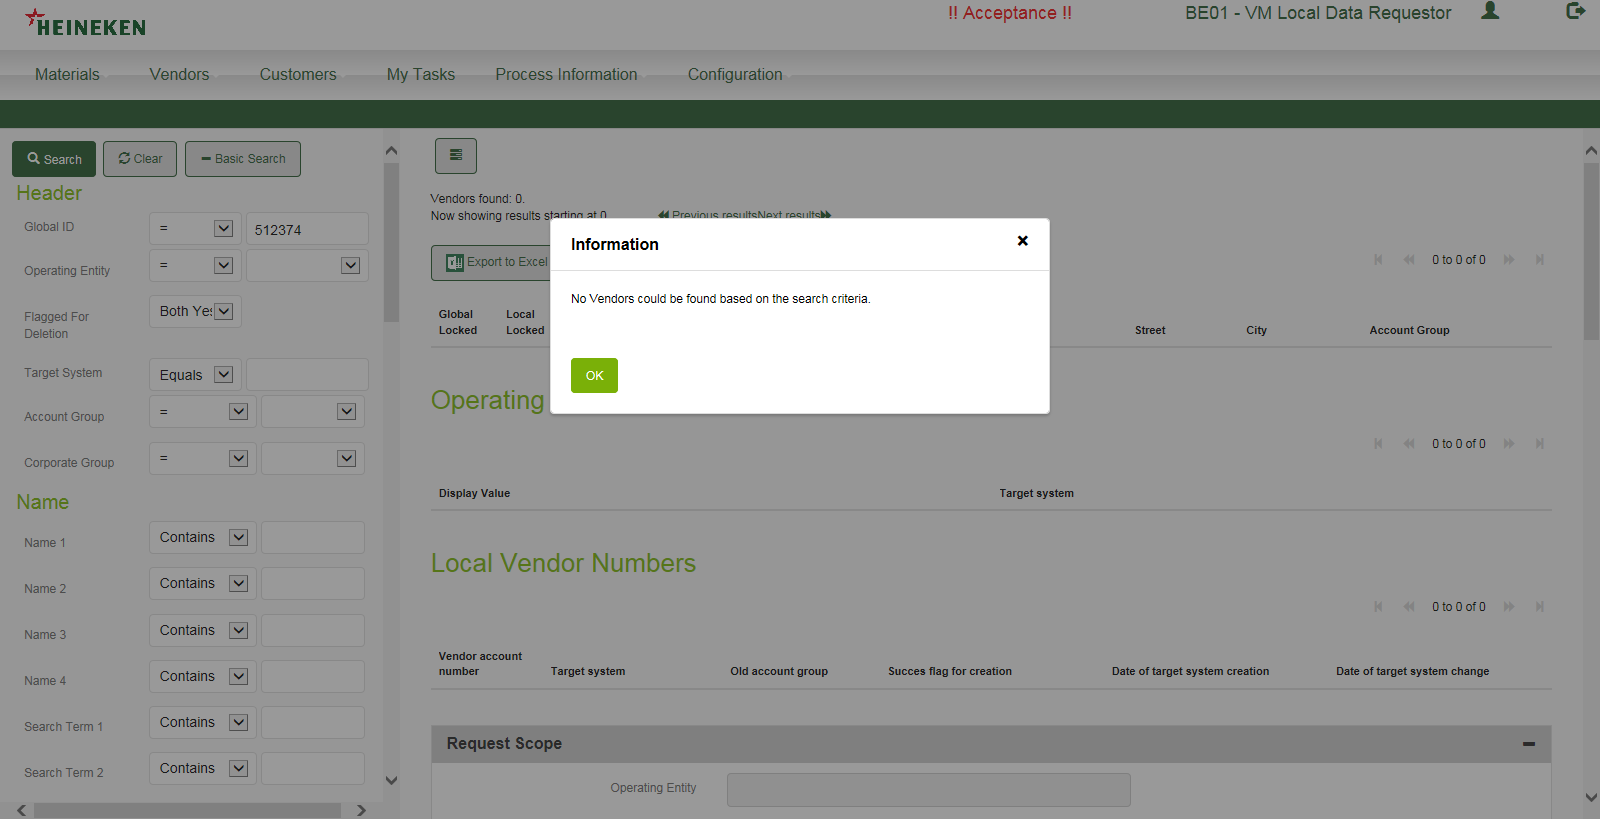 HEINEKEN
!! Acceptance !!
BE01 - VM Local Data Requestor
Materials
Vendors
Customers
My Tasks
Process Information
Configuration
Search
Clear
Basic Search
Header
Global ID
=
512374
Operating Entity
=
Flagged For
Deletion
Both Yes
Target System
Equals
Account Group
=
Corporate Group
=
Name
Name 1
Contains
Name 2
Contains
Name 3
Contains
Name 4
Contains
Search Term 1
Contains
Search Term 2
Contains
Vendors found: 0.
Now showing results starting at 0
Previous resultsNext results
Export to Excel
0 to 0 of 0
Global
Locked
Local
Locked
Street
City
Account Group
Information
No Vendors could be found based on the search criteria.
OK
Operating
0 to 0 of 0
Display Value
Target system
Local Vendor Numbers
0 to 0 of 0
Vendor account
number
Target system
Old account group
Succes flag for creation
Date of target system creation
Date of target system change
Request Scope
Operating Entity